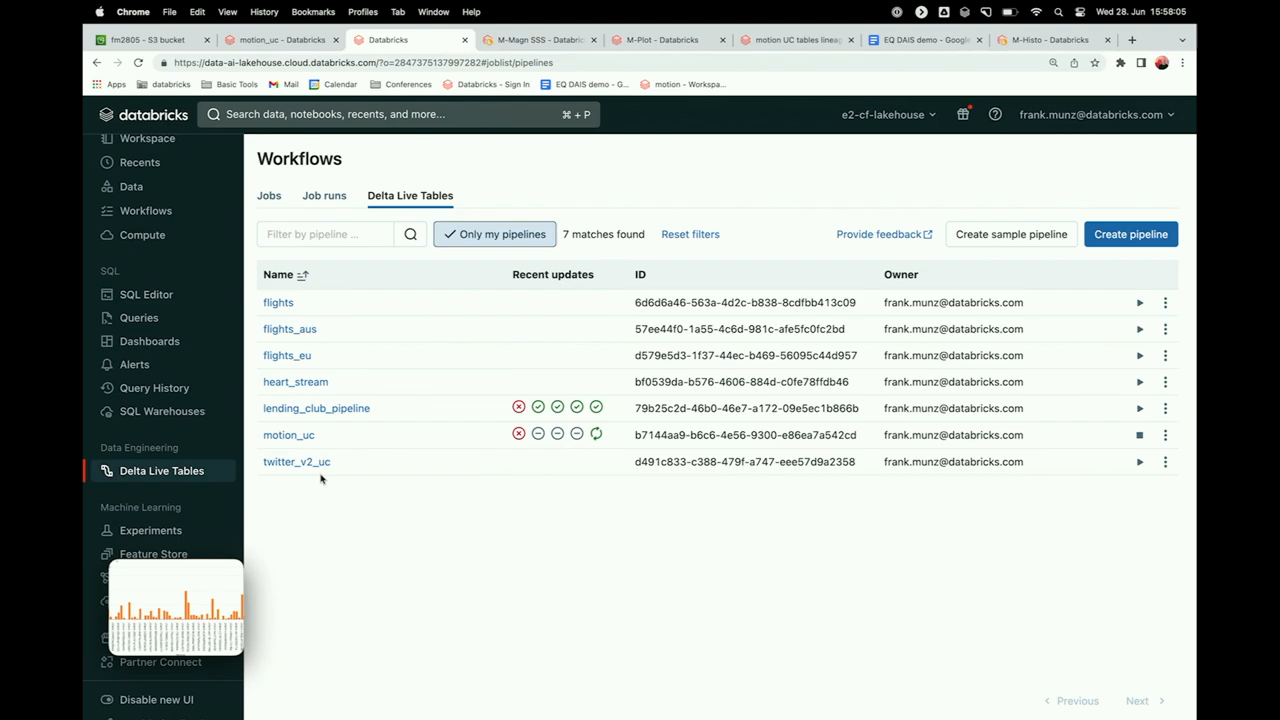 Chrome File Edit View History Bookmarks Profiles Tab Window Help Wed 28. Jun 15:58:05
fm2805 - S3 bucket motion_uc - Databricks Databricks M-Magn SSS - Databric M-Plot - Databricks motion UC tables lineag EQ DAIS demo - Google M-Histo - Databricks
https://data-ai-lakehouse.cloud.databricks.com/?o=2847375137997282#joblist/pipelines
Apps databricks Basic Tools Mail Calendar Conferences Databricks - Sign In EQ DAIS demo - G... motion - Workspa...
databricks Search data, notebooks, recents, and more... ⌘ + P e2-cf-lakehouse frank.munz@databricks.com
Workspace
Recents
Data
Workflows
Compute
SQL
SQL Editor
Queries
Dashboards
Alerts
Query History
SQL Warehouses
Data Engineering
Delta Live Tables
Machine Learning
Experiments
Feature Store
Partner Connect
Disable new UI
Workflows
Jobs Job runs Delta Live Tables
Filter by pipeline ... Only my pipelines 7 matches found Reset filters Provide feedback Create sample pipeline Create pipeline
Name Recent updates ID Owner
flights 6d6d6a46-563a-4d2c-b838-8cdfbb413c09 frank.munz@databricks.com
flights_aus 57ee44f0-1a55-4c6d-981c-afe5fc0fc2bd frank.munz@databricks.com
flights_eu d579e5d3-1f37-44ec-b469-56095c44d957 frank.munz@databricks.com
heart_stream bf0539da-b576-4606-884d-c0fe78ffdb46 frank.munz@databricks.com
lending_club_pipeline 79b25c2d-46b0-46e7-a172-09e5ec1b866b frank.munz@databricks.com
motion_uc b7144aa9-b6c6-4e56-9300-e86ea7a542cd frank.munz@databricks.com
twitter_v2_uc d491c833-c388-479f-a747-eee57d9a2358 frank.munz@databricks.com
Previous Next